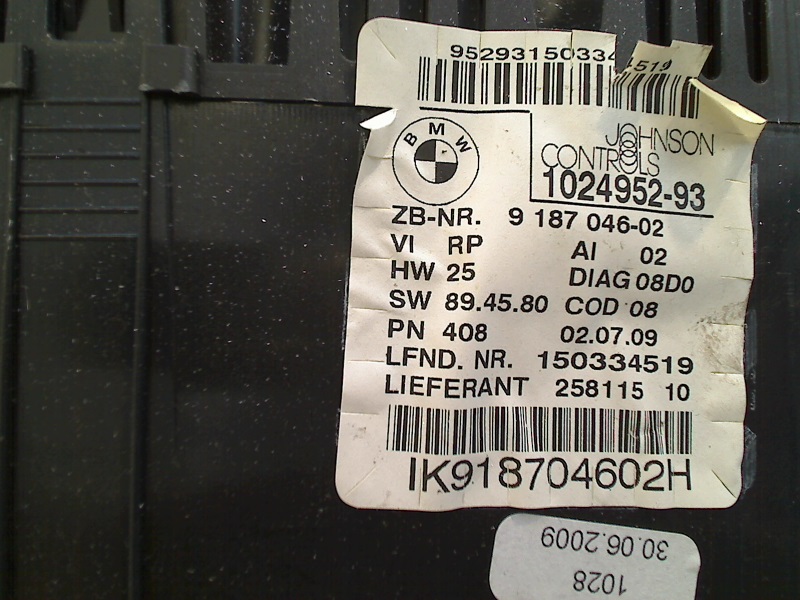 95293150334519
BMW
JOHNSON
CONTROLS
1024952-93
ZB-NR. 9 187 046-02
VI RP AI 02
HW 25 DIAG 08D0
SW 89.45.80 COD 08
PN 408 02.07.09
LFND. NR. 150334519
LIEFERANT 258115 10
IK918704602H
1028
30.06.2009